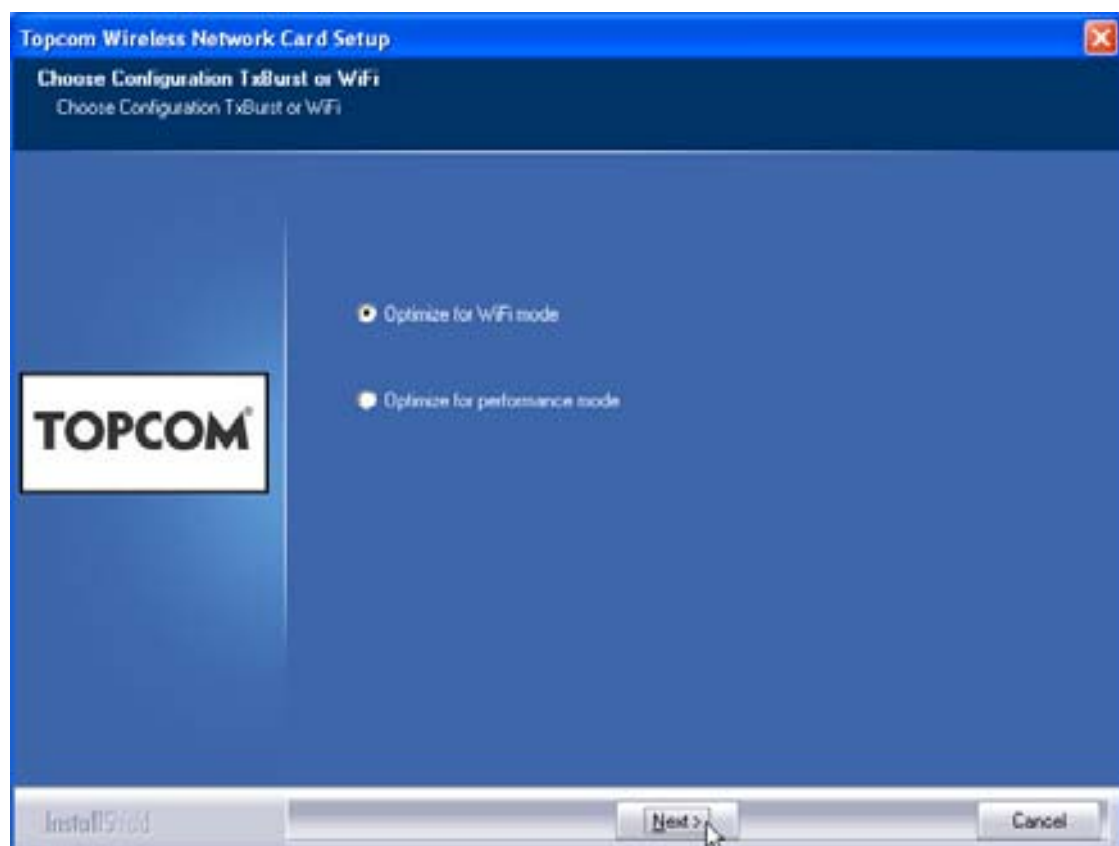 Topcom Wireless Network Card Setup
Choose Configuration TxBurst or WiFi
Choose Configuration TxBurst or WiFi
Optimize for WiFi mode
Optimize for performance mode
TOPCOM®
InstallShield
Next >
Cancel